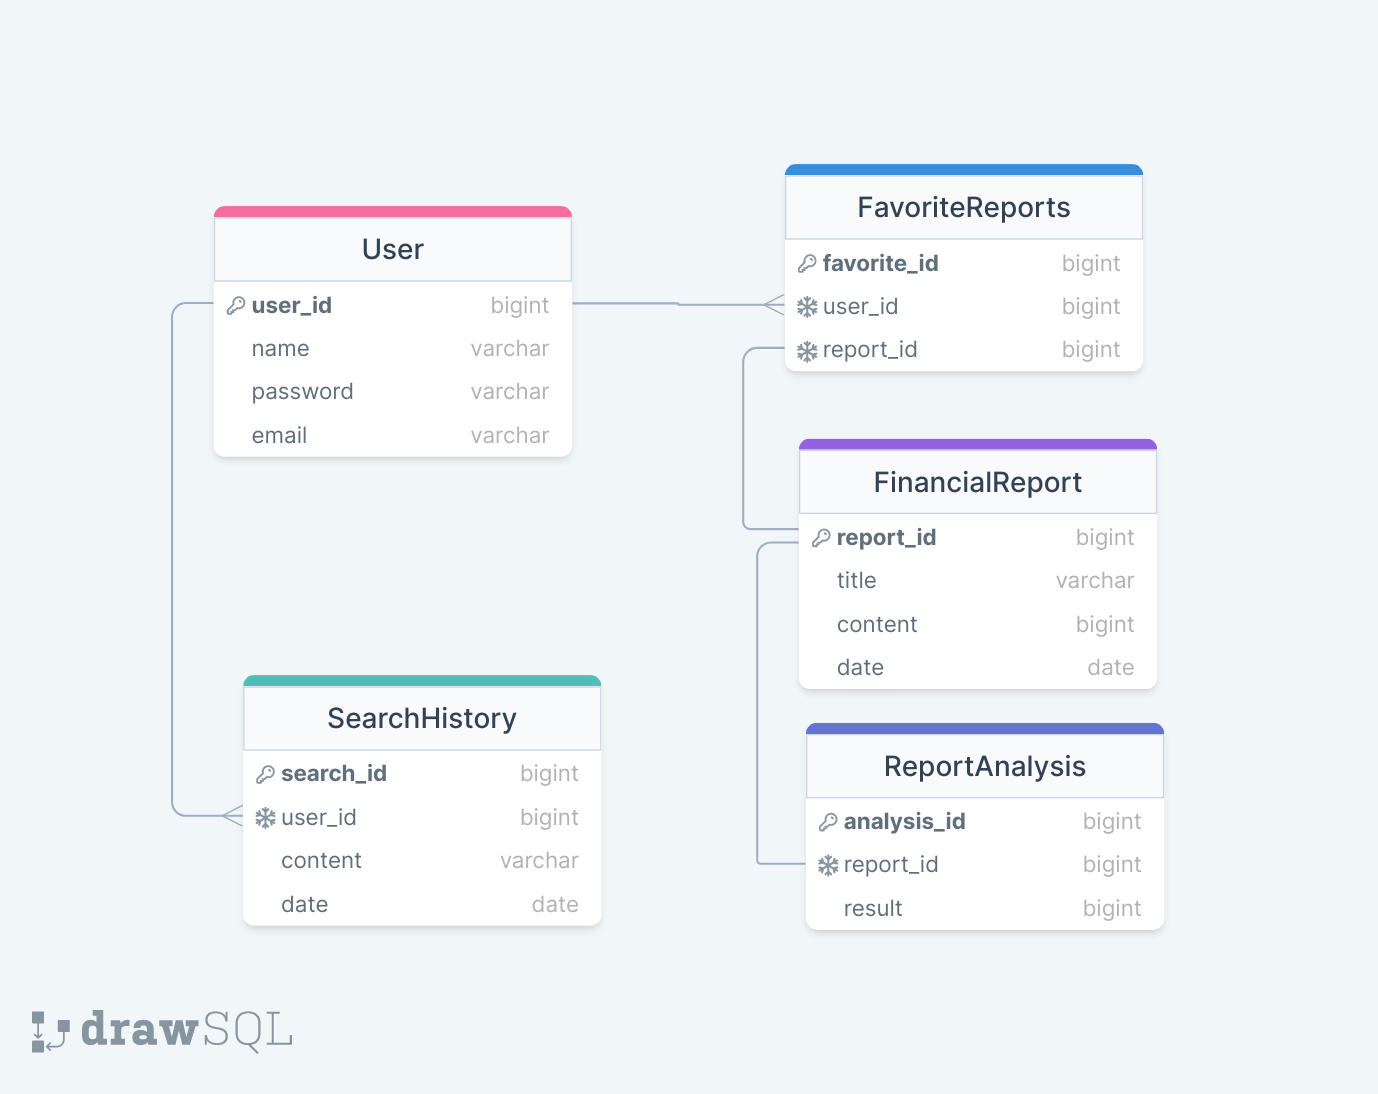 User
user_id bigint
name varchar
password varchar
email varchar
FavoriteReports
favorite_id bigint
user_id bigint
report_id bigint
FinancialReport
report_id bigint
title varchar
content bigint
date date
SearchHistory
search_id bigint
user_id bigint
content varchar
date date
ReportAnalysis
analysis_id bigint
report_id bigint
result bigint
drawSQL